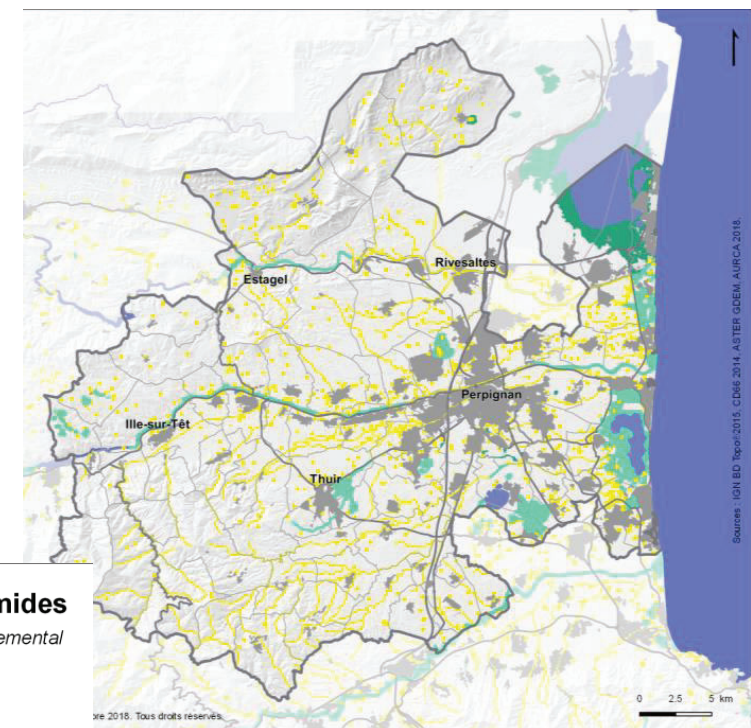 Rivesaltes
Estagel
Perpignan
Ille-sur-Têt
Thuir
Sources : IGN BD Topo®2015, CD66 2014, ASTER GDEM, AURCA 2018.
mides
emental
bre 2018. Tous droits réservés.
0 2.5 5 km